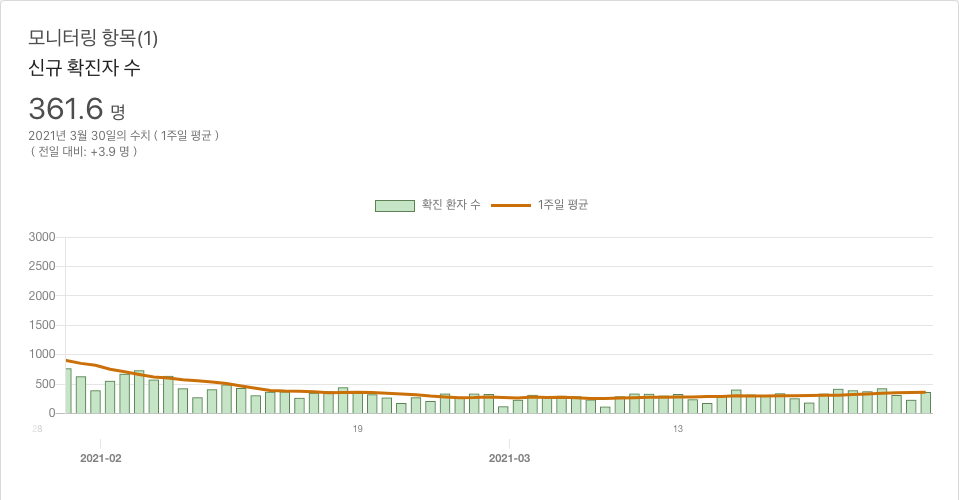 모니터링 항목(1)
신규 확진자 수
361.6 명
2021년 3월 30일의 수치 ( 1주일 평균 )
( 전일 대비: +3.9 명 )
확진 환자 수 1주일 평균
3000
2500
2000
1500
1000
500
0
28 19 13
2021-02 2021-03